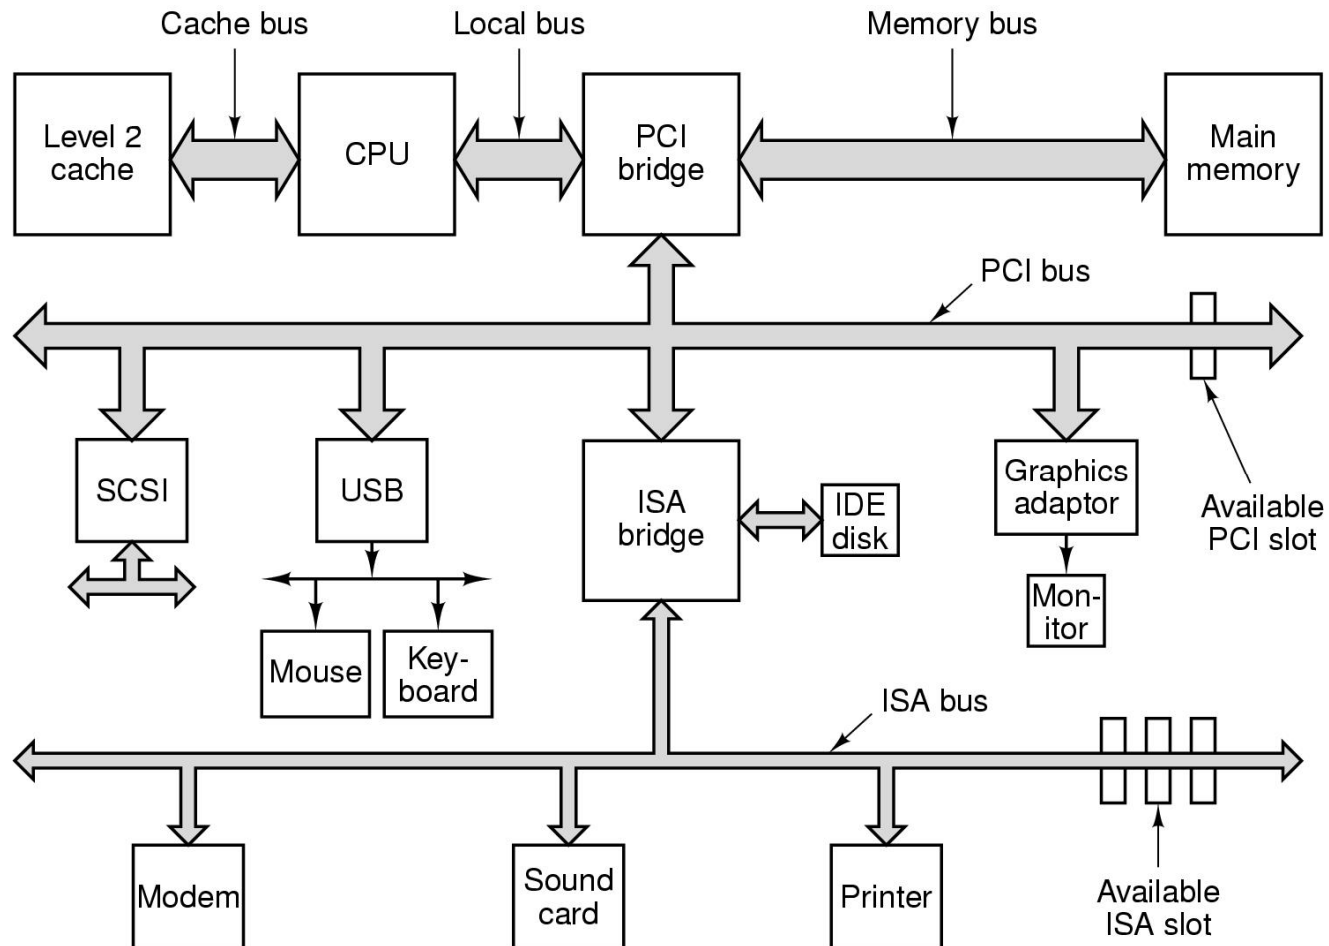 Cache bus
Local bus
Memory bus
Level 2
cache
CPU
PCI
bridge
Main
memory
PCI bus
SCSI
USB
ISA
bridge
IDE
disk
Graphics
adaptor
Available
PCI slot
Mon-
itor
Mouse
Key-
board
ISA bus
Modem
Sound
card
Printer
Available
ISA slot